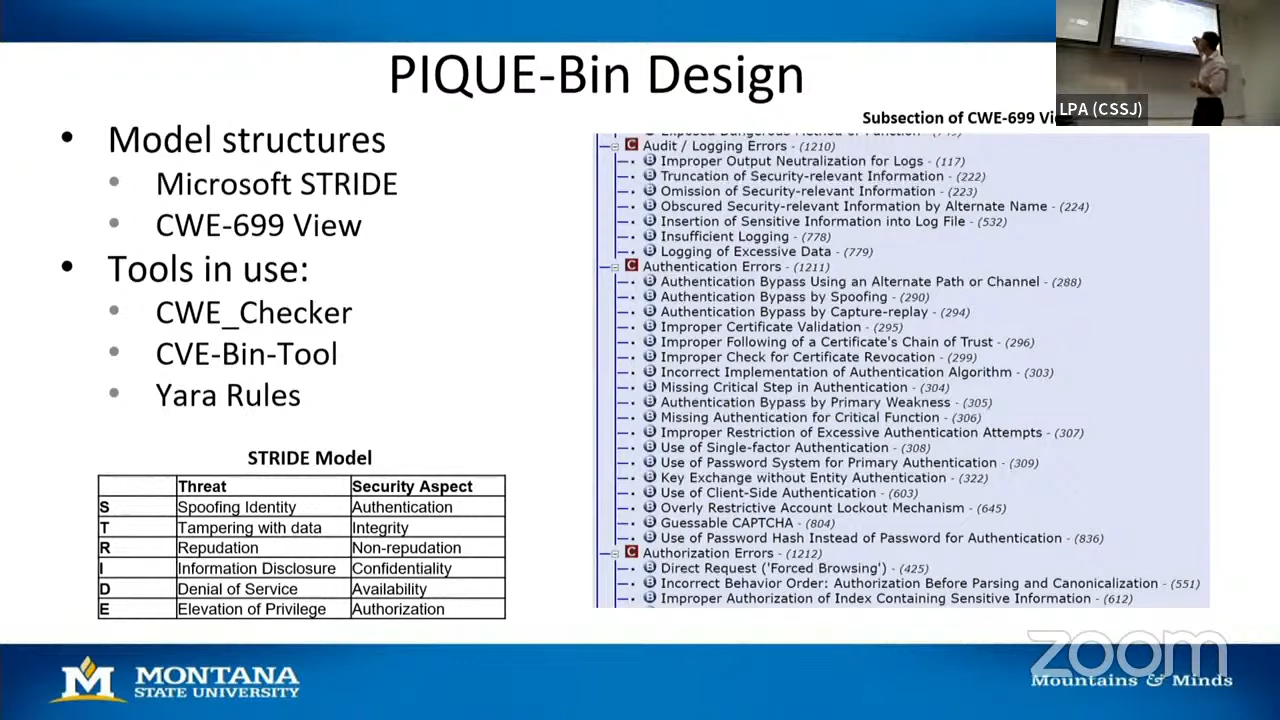 PIQUE-Bin Design
LPA (CSSJ)
• Model structures
• Microsoft STRIDE
• CWE-699 View
• Tools in use:
• CWE_Checker
• CVE-Bin-Tool
• Yara Rules
STRIDE Model
Threat Security Aspect
S Spoofing Identity Authentication
T Tampering with data Integrity
R Repudation Non-repudation
I Information Disclosure Confidentiality
D Denial of Service Availability
E Elevation of Privilege Authorization
Subsection of CWE-699
C Audit / Logging Errors - (1210)
B Improper Output Neutralization for Logs - (117)
B Truncation of Security-relevant Information - (222)
B Omission of Security-relevant Information - (223)
B Obscured Security-relevant Information by Alternate Name - (224)
B Insertion of Sensitive Information into Log File - (532)
B Insufficient Logging - (778)
B Logging of Excessive Data - (779)
C Authentication Errors - (1211)
B Authentication Bypass Using an Alternate Path or Channel - (288)
B Authentication Bypass by Spoofing - (290)
B Authentication Bypass by Capture-replay - (294)
B Improper Certificate Validation - (295)
B Improper Following of a Certificate's Chain of Trust - (296)
B Improper Check for Certificate Revocation - (299)
B Incorrect Implementation of Authentication Algorithm - (303)
B Missing Critical Step in Authentication - (304)
B Authentication Bypass by Primary Weakness - (305)
B Missing Authentication for Critical Function - (306)
B Improper Restriction of Excessive Authentication Attempts - (307)
B Use of Single-factor Authentication - (308)
B Use of Password System for Primary Authentication - (309)
B Key Exchange without Entity Authentication - (322)
B Use of Client-Side Authentication - (603)
B Overly Restrictive Account Lockout Mechanism - (645)
B Guessable CAPTCHA - (804)
B Use of Password Hash Instead of Password for Authentication - (836)
C Authorization Errors - (1212)
B Direct Request ('Forced Browsing') - (425)
B Incorrect Behavior Order: Authorization Before Parsing and Canonicalization - (551)
B Improper Authorization of Index Containing Sensitive Information - (612)
M MONTANA
STATE UNIVERSITY
zoom
Mountains & Minds